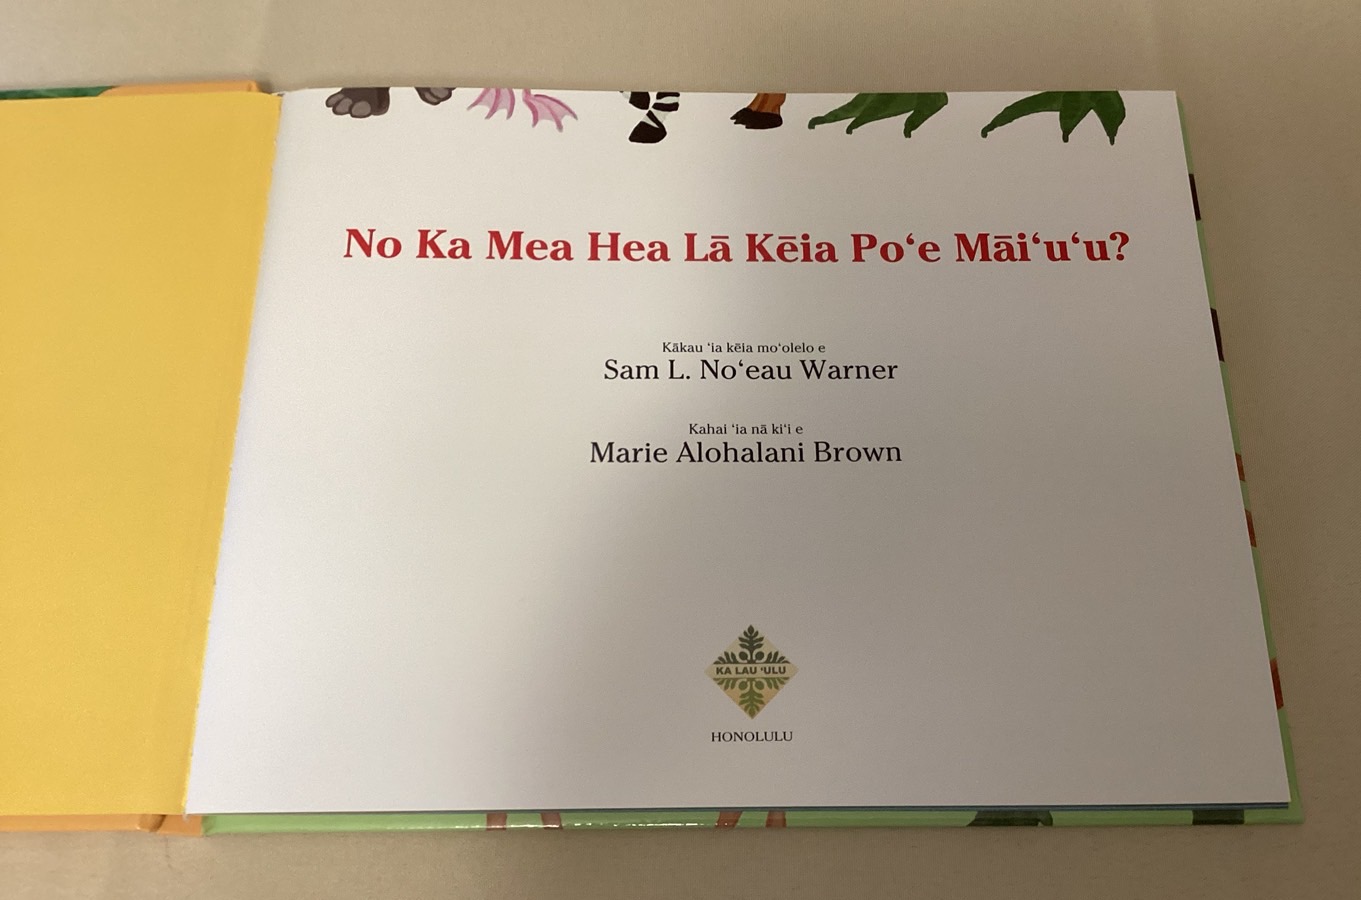 No Ka Mea Hea Lā Kēia Poʻe Māiʻuʻu?
Kākau ʻia kēia moʻolelo e
Sam L. Noʻeau Warner
Kahai ʻia nā kiʻi e
Marie Alohalani Brown
KA LAU ʻULU
HONOLULU